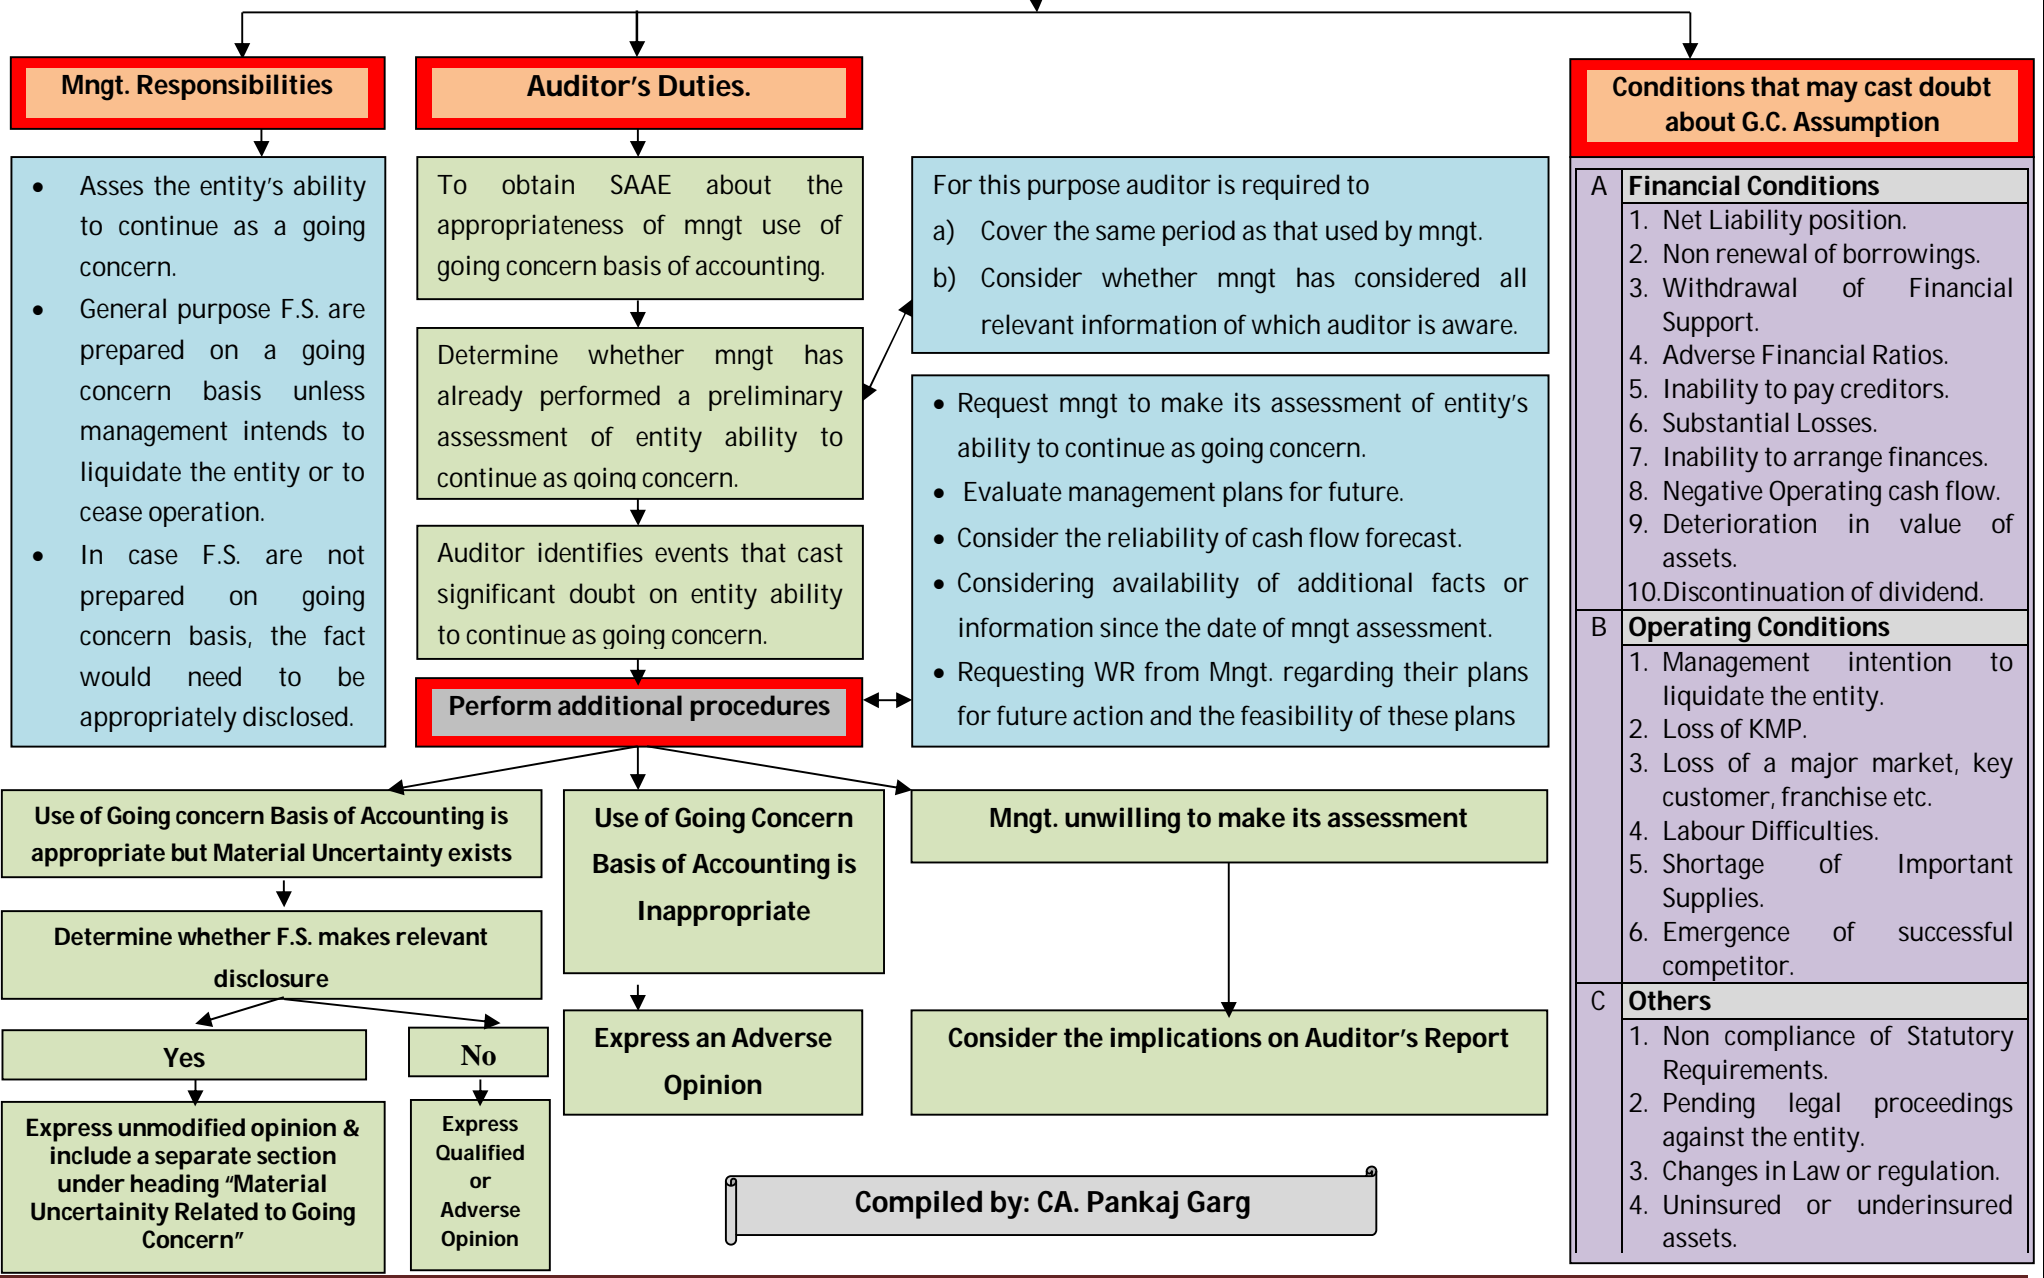 Mngt. Responsibilities
• Asses the entity's ability
to continue as a going
concern.
• General purpose F.S. are
prepared on a going
concern basis unless
management intends to
liquidate the entity or to
cease operation.
• In case F.S. are not
prepared on going
concern basis, the fact
would need to be
appropriately disclosed.
Auditor's Duties.
To obtain SAAE about the
appropriateness of mngt use of
going concern basis of accounting.
Determine whether mngt has
already performed a preliminary
assessment of entity ability to
continue as going concern.
Auditor identifies events that cast
significant doubt on entity ability
to continue as going concern.
Perform additional procedures
For this purpose auditor is required to
a) Cover the same period as that used by mngt.
b) Consider whether mngt has considered all
relevant information of which auditor is aware.
• Request mngt to make its assessment of entity's
ability to continue as going concern.
• Evaluate management plans for future.
• Consider the reliability of cash flow forecast.
• Considering availability of additional facts or
information since the date of mngt assessment.
• Requesting WR from Mngt. regarding their plans
for future action and the feasibility of these plans
Use of Going concern Basis of Accounting is
appropriate but Material Uncertainty exists
Determine whether F.S. makes relevant
disclosure
Yes
Express unmodified opinion &
include a separate section
under heading "Material
Uncertainity Related to Going
Concern"
No
Express
Qualified
or
Adverse
Opinion
Use of Going Concern
Basis of Accounting is
Inappropriate
Express an Adverse
Opinion
Mngt. unwilling to make its assessment
Consider the implications on Auditor's Report
Compiled by: CA. Pankaj Garg
Conditions that may cast doubt
about G.C. Assumption
A Financial Conditions
1. Net Liability position.
2. Non renewal of borrowings.
3. Withdrawal of Financial
Support.
4. Adverse Financial Ratios.
5. Inability to pay creditors.
6. Substantial Losses.
7. Inability to arrange finances.
8. Negative Operating cash flow.
9. Deterioration in value of
assets.
10.Discontinuation of dividend.
B Operating Conditions
1. Management intention to
liquidate the entity.
2. Loss of KMP.
3. Loss of a major market, key
customer, franchise etc.
4. Labour Difficulties.
5. Shortage of Important
Supplies.
6. Emergence of successful
competitor.
C Others
1. Non compliance of Statutory
Requirements.
2. Pending legal proceedings
against the entity.
3. Changes in Law or regulation.
4. Uninsured or underinsured
assets.